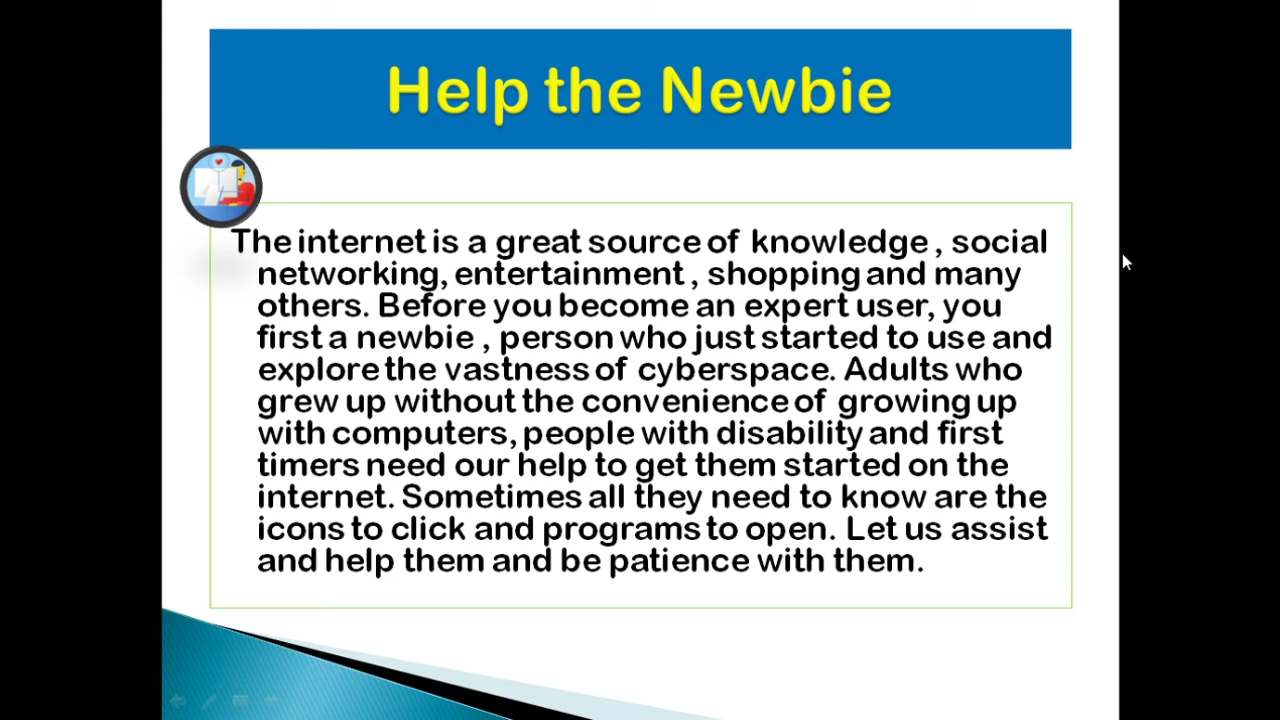 Help the Newbie
The internet is a great source of knowledge , social
networking, entertainment , shopping and many
others. Before you become an expert user, you
first a newbie , person who just started to use and
explore the vastness of cyberspace. Adults who
grew up without the convenience of growing up
with computers, people with disability and first
timers need our help to get them started on the
internet. Sometimes all they need to know are the
icons to click and programs to open. Let us assist
and help them and be patience with them.